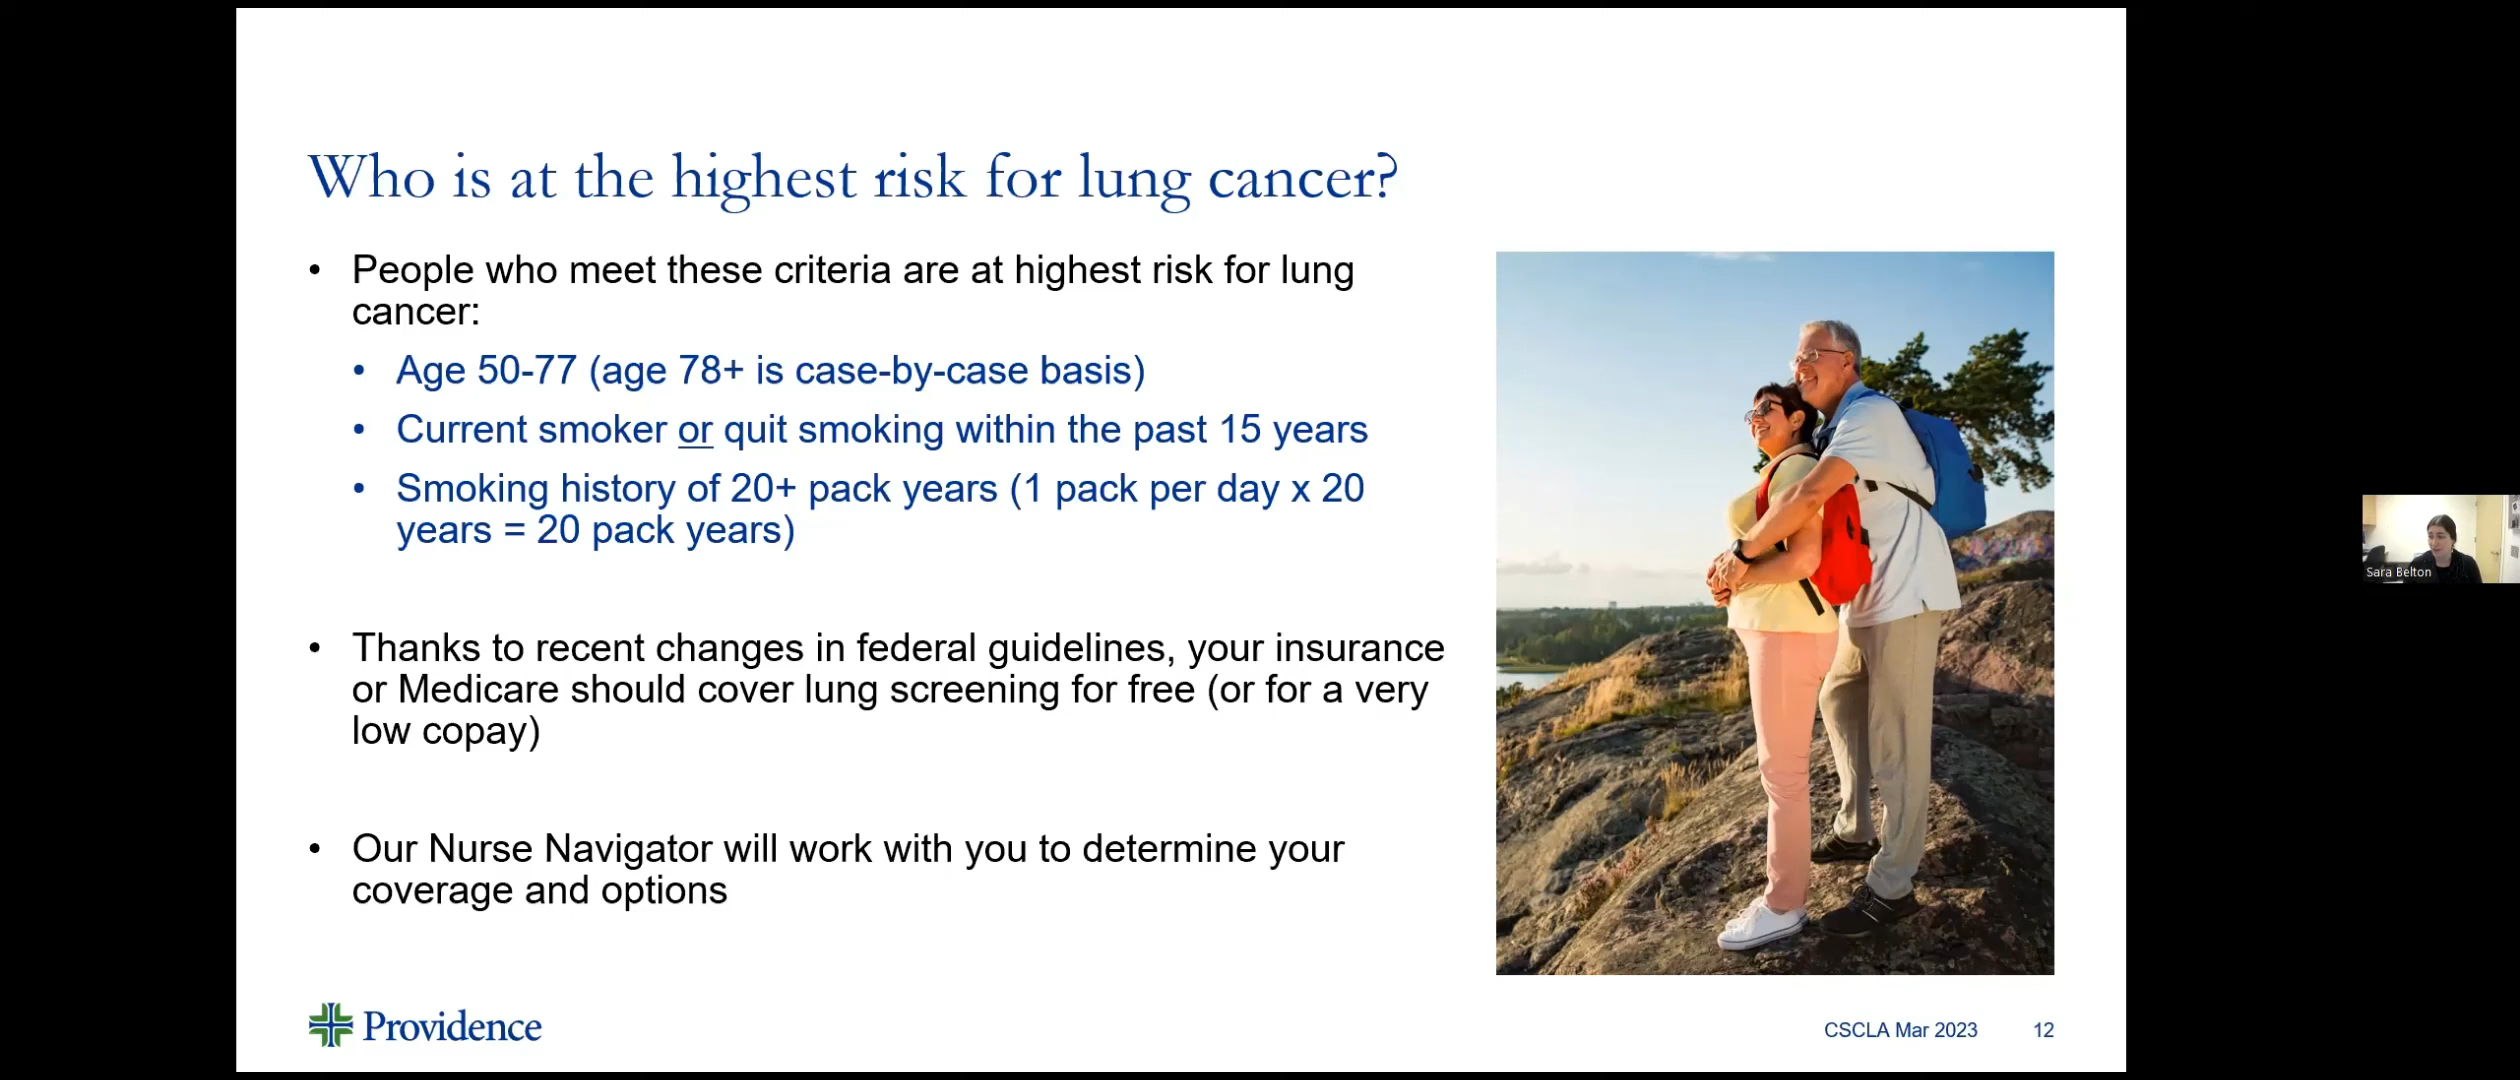 Who is at the highest risk for lung cancer?
• People who meet these criteria are at highest risk for lung
cancer:
• Age 50-77 (age 78+ is case-by-case basis)
• Current smoker or quit smoking within the past 15 years
• Smoking history of 20+ pack years (1 pack per day x 20
years = 20 pack years)
• Thanks to recent changes in federal guidelines, your insurance
or Medicare should cover lung screening for free (or for a very
low copay)
• Our Nurse Navigator will work with you to determine your
coverage and options
Providence
CSCLA Mar 2023 12
Sara Belton